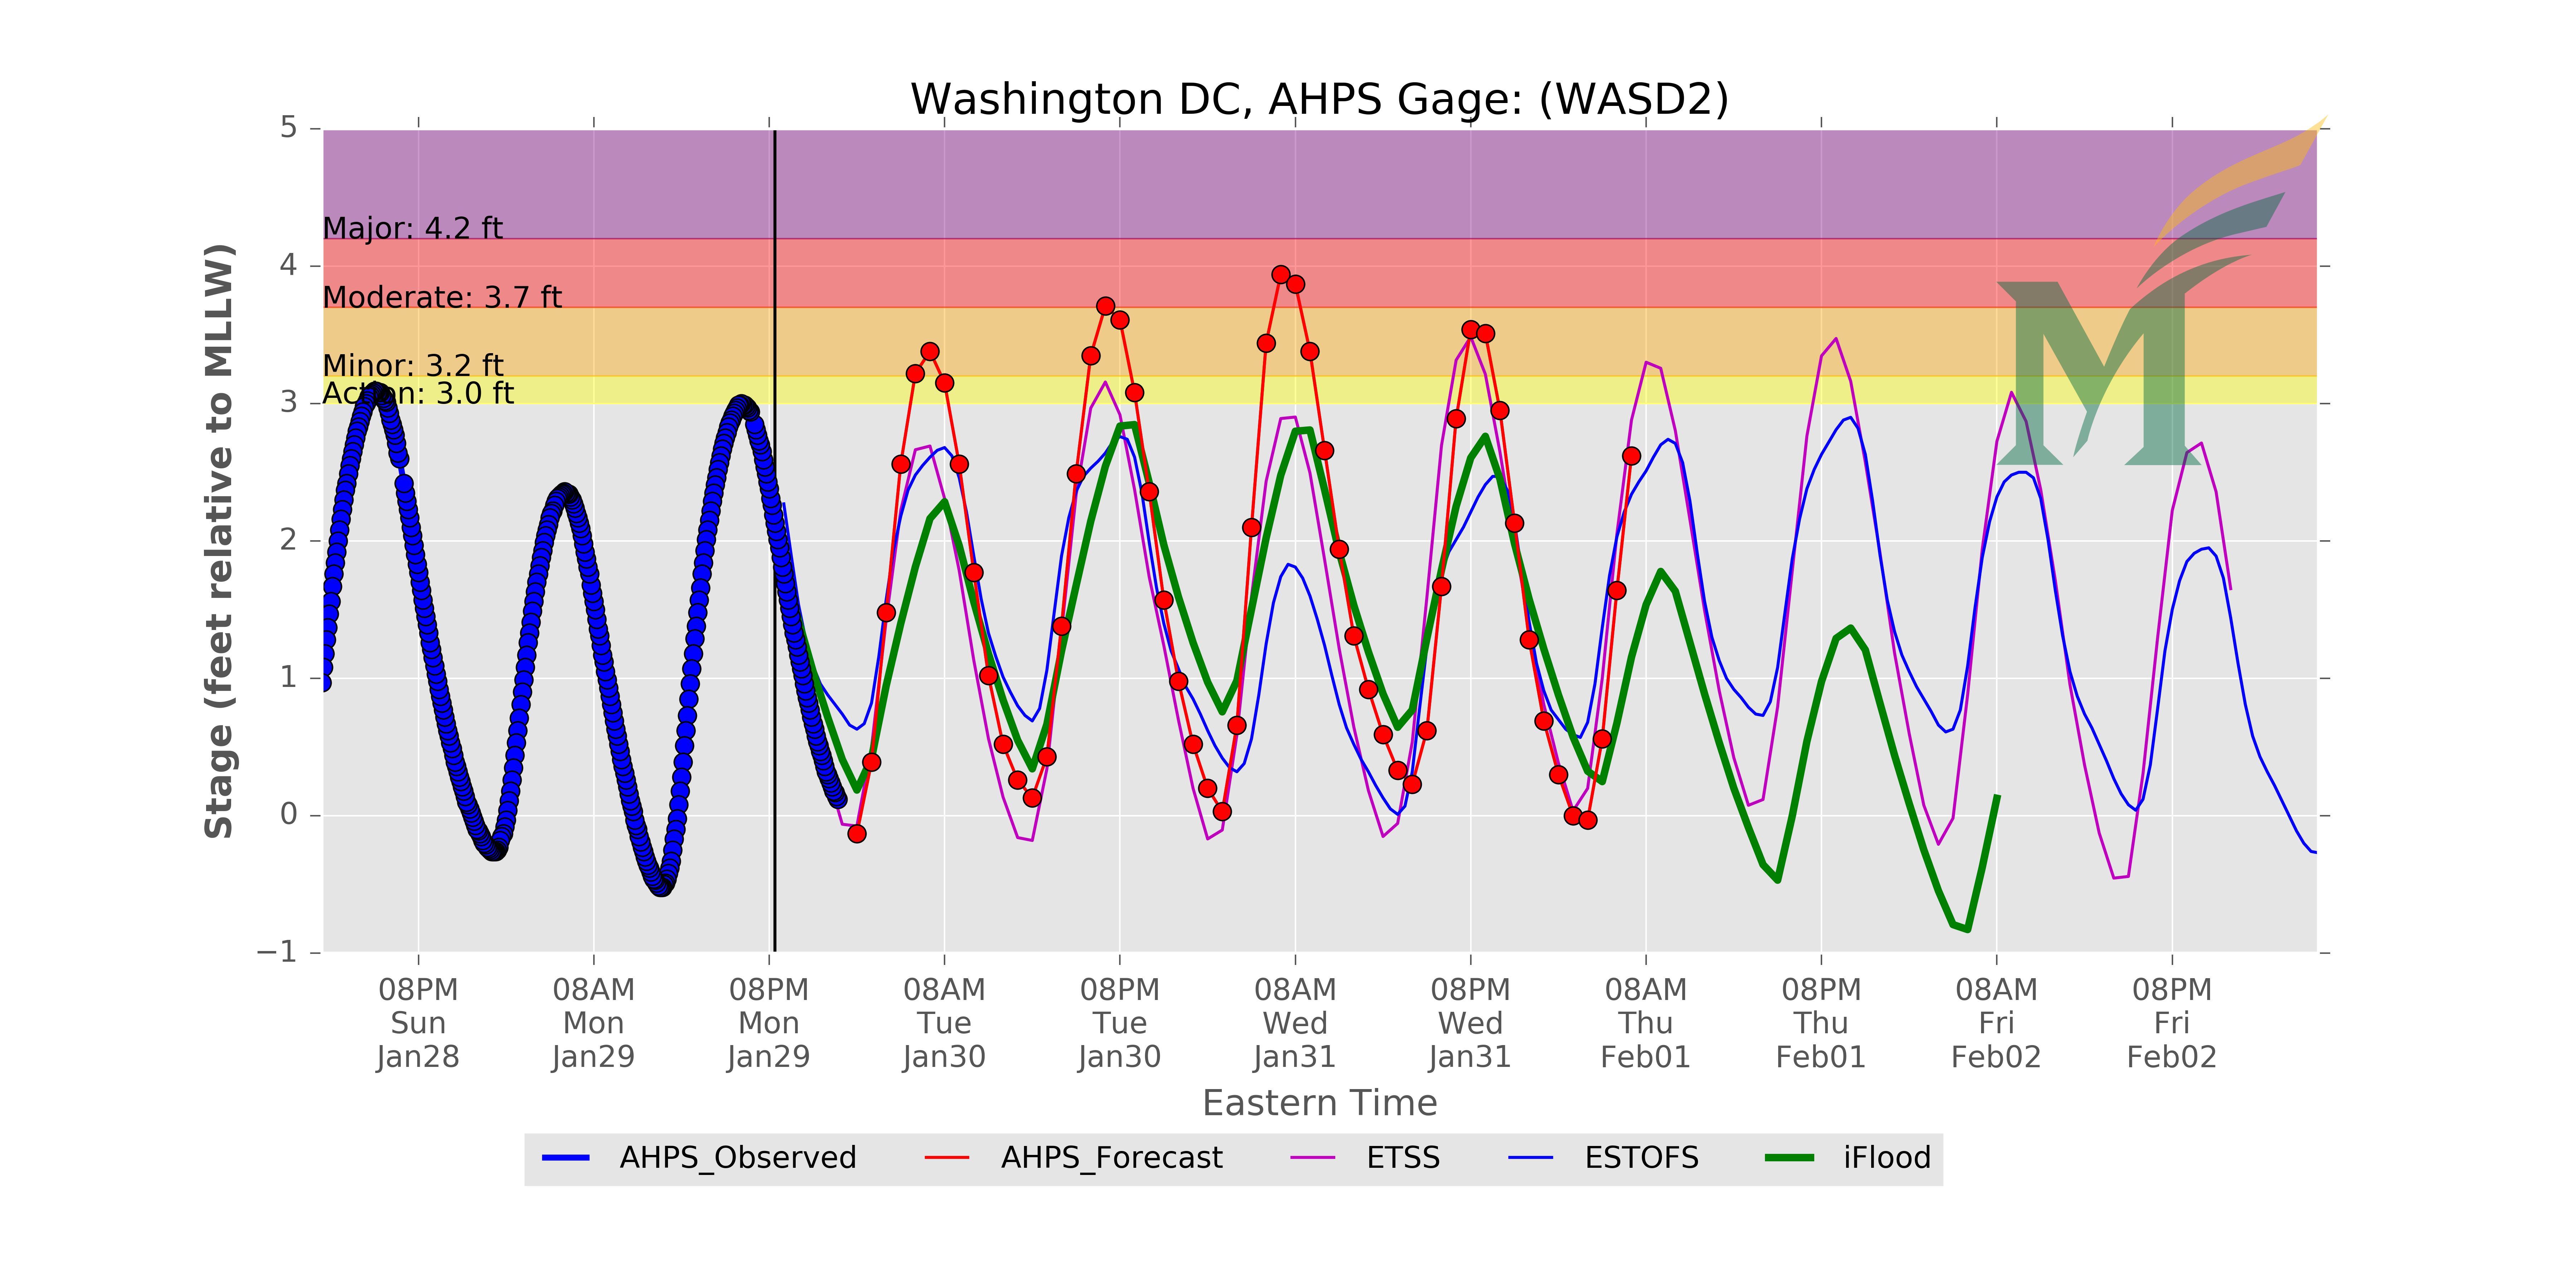 Washington DC, AHPS Gage: (WASD2)
Stage (feet relative to MLLW)
5
4
3
2
1
0
−1
Major: 4.2 ft
Moderate: 3.7 ft
Minor: 3.2 ft
Action: 3.0 ft
08PM
Sun
Jan28
08AM
Mon
Jan29
08PM
Mon
Jan29
08AM
Tue
Jan30
08PM
Tue
Jan30
08AM
Wed
Jan31
08PM
Wed
Jan31
08AM
Thu
Feb01
08PM
Thu
Feb01
08AM
Fri
Feb02
08PM
Fri
Feb02
Eastern Time
AHPS_Observed AHPS_Forecast ETSS ESTOFS iFlood
M